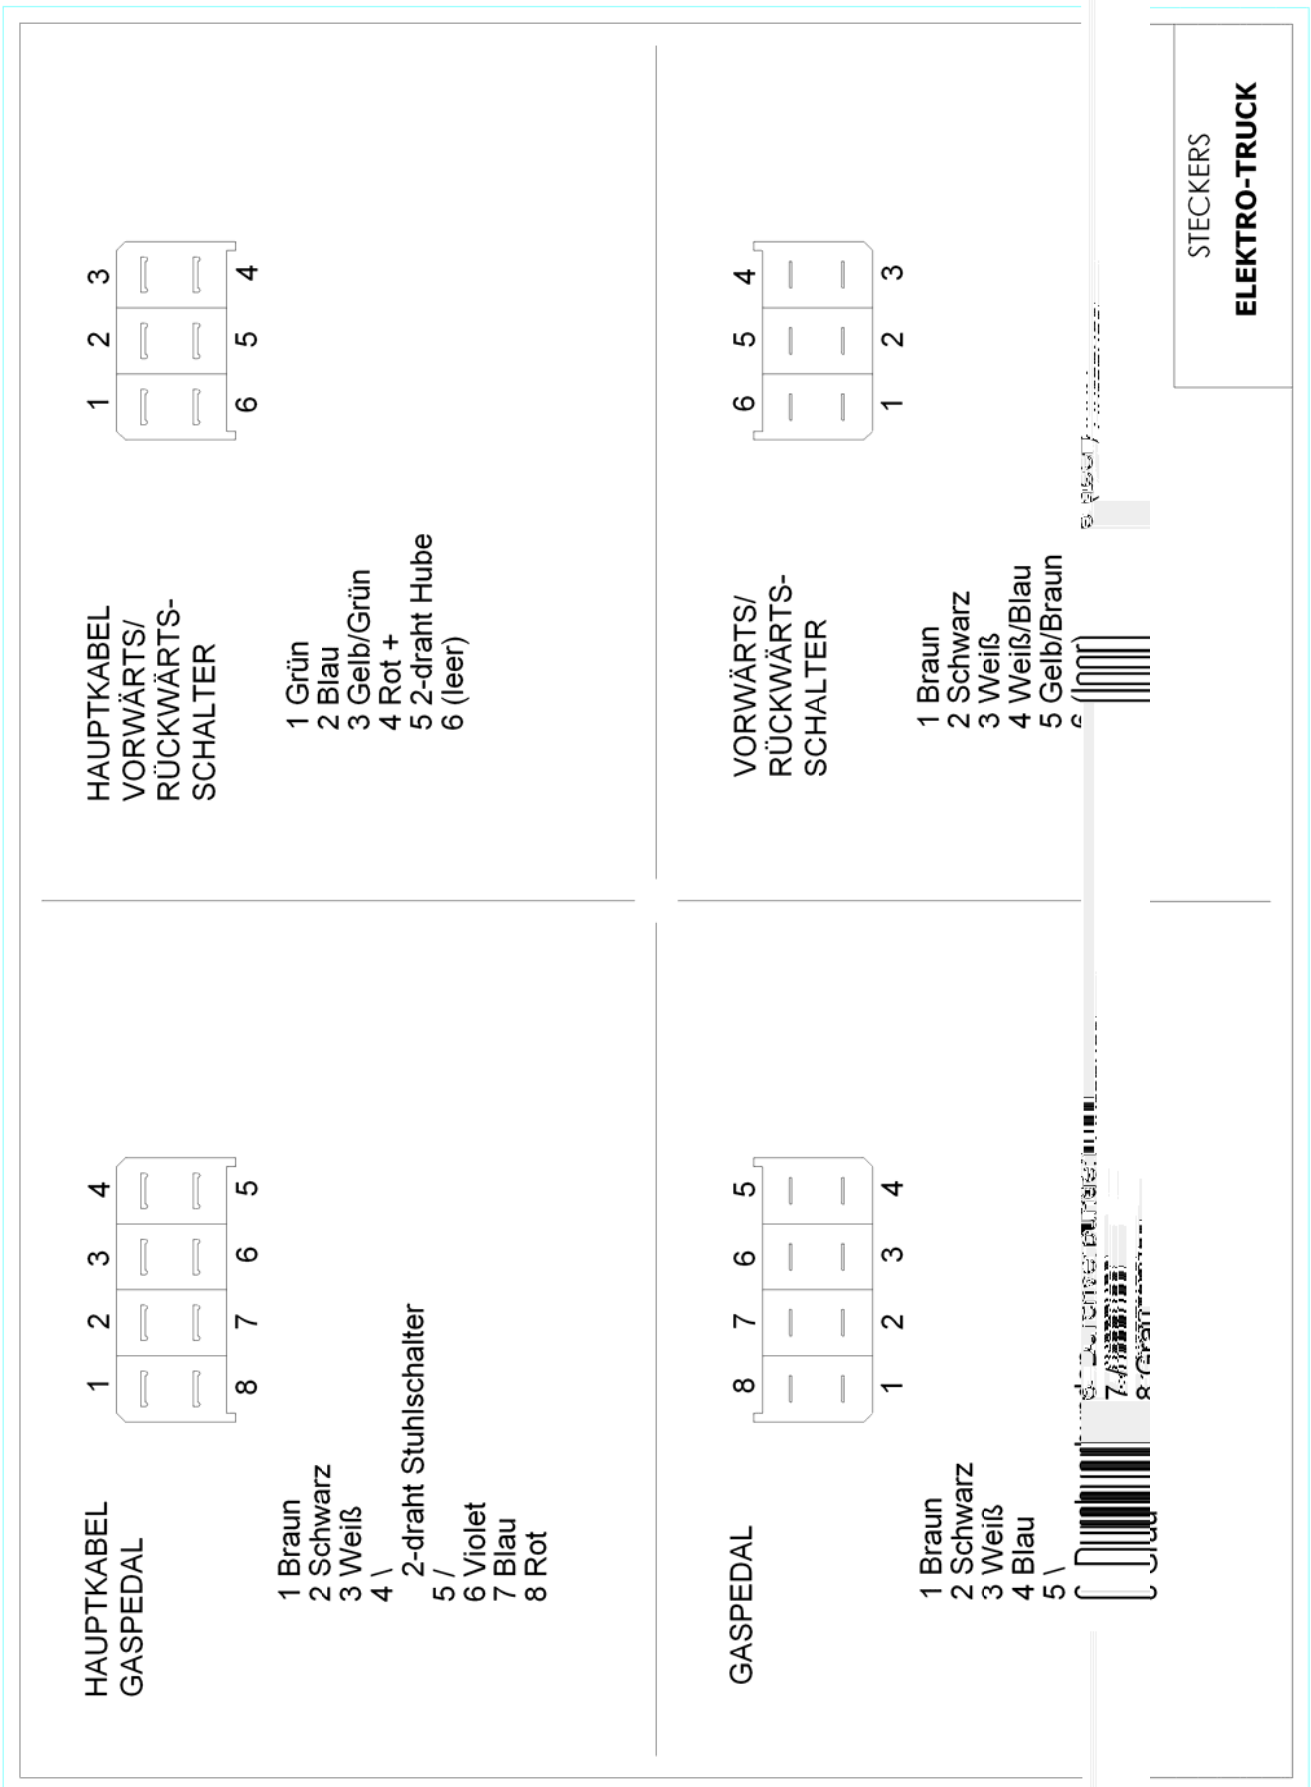 HAUPTKABEL
GASPEDAL
1 Braun
2 Schwarz
3 Weiß
4 \
2-draht Stuhlschalter
5 /
6 Violet
7 Blau
8 Rot
1 2 3 4
8 7 6 5
HAUPTKABEL
VORWÄRTS/
RÜCKWÄRTS-
SCHALTER
1 Grün
2 Blau
3 Gelb/Grün
4 Rot +
5 2-draht Hube
6 (leer)
1 2 3
6 5 4
GASPEDAL
1 Braun
2 Schwarz
3 Weiß
4 Blau
5 \
8 Grau
8 7 6 5
1 2 3 4
VORWÄRTS/
RÜCKWÄRTS-
SCHALTER
1 Braun
2 Schwarz
3 Weiß
4 Weiß/Blau
5 Gelb/Braun
6 5 4
1 2 3
STECKERS
ELEKTRO-TRUCK